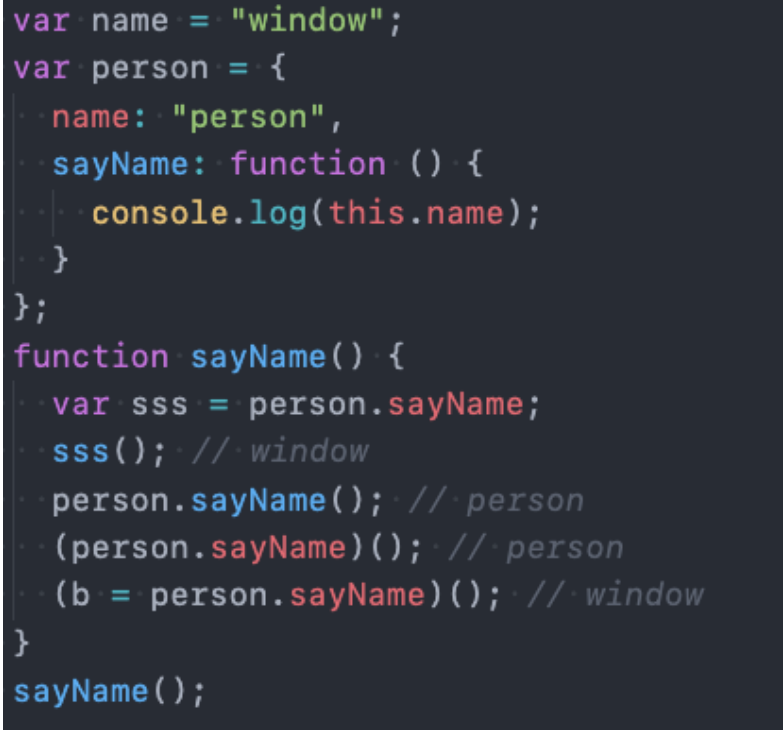 var name = "window";
var person = {
  name: "person",
  sayName: function () {
    console.log(this.name);
  }
};
function sayName() {
  var sss = person.sayName;
  sss(); // window
  person.sayName(); // person
  (person.sayName)(); // person
  (b = person.sayName)(); // window
}
sayName();